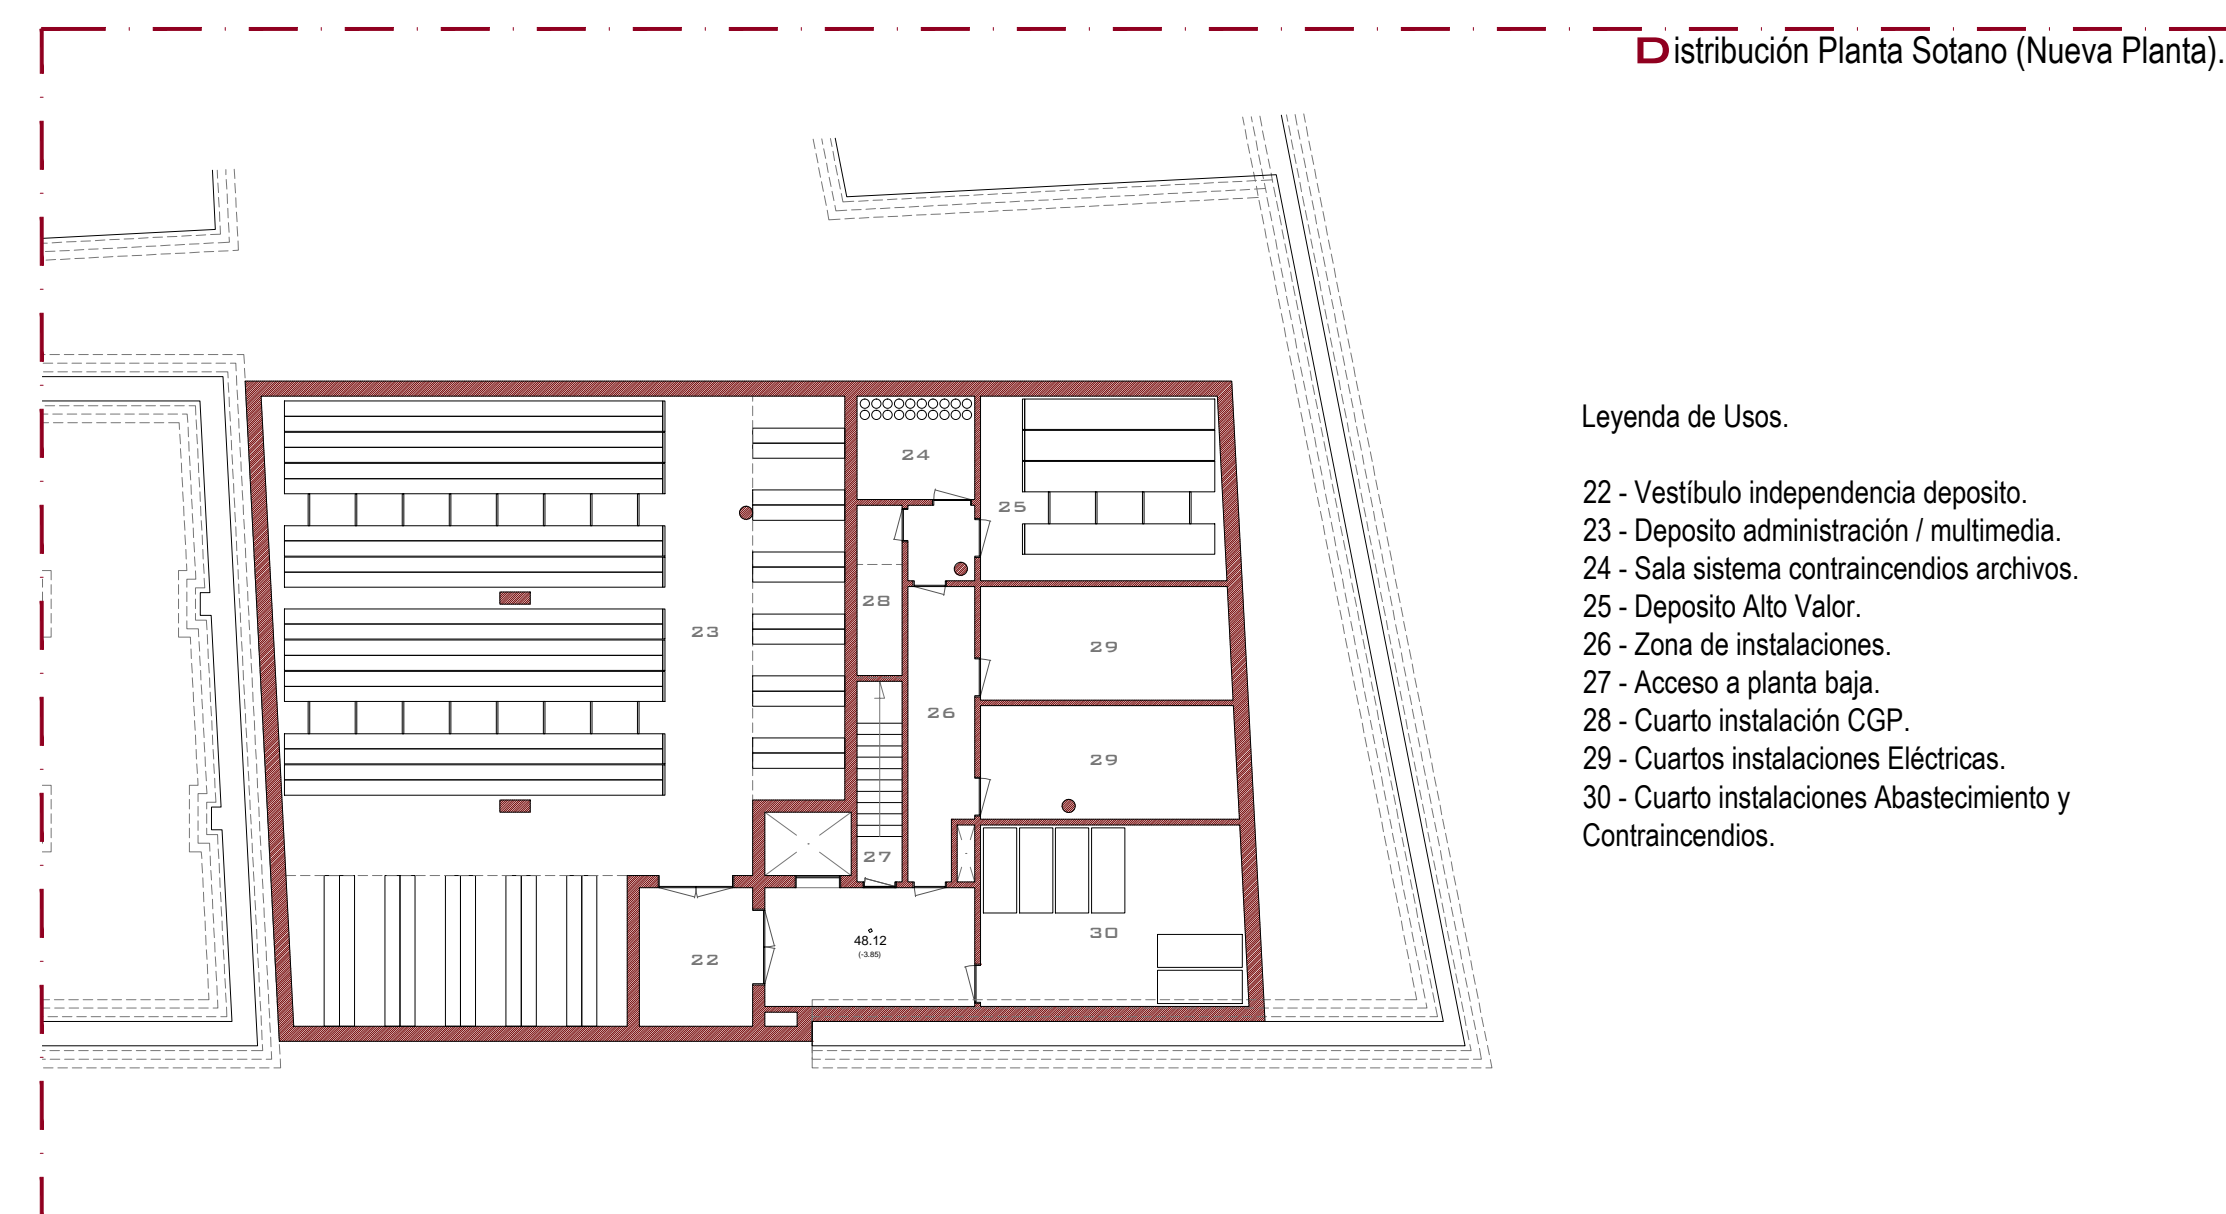 Distribución Planta Sotano (Nueva Planta).
Leyenda de Usos.
22 - Vestíbulo independencia deposito.
23 - Deposito administración / multimedia.
24 - Sala sistema contraincendios archivos.
25 - Deposito Alto Valor.
26 - Zona de instalaciones.
27 - Acceso a planta baja.
28 - Cuarto instalación CGP.
29 - Cuartos instalaciones Eléctricas.
30 - Cuarto instalaciones Abastecimiento y
Contraincendios.
24
25
28
23
29
26
29
27
30
48.12
(-3.85)
22